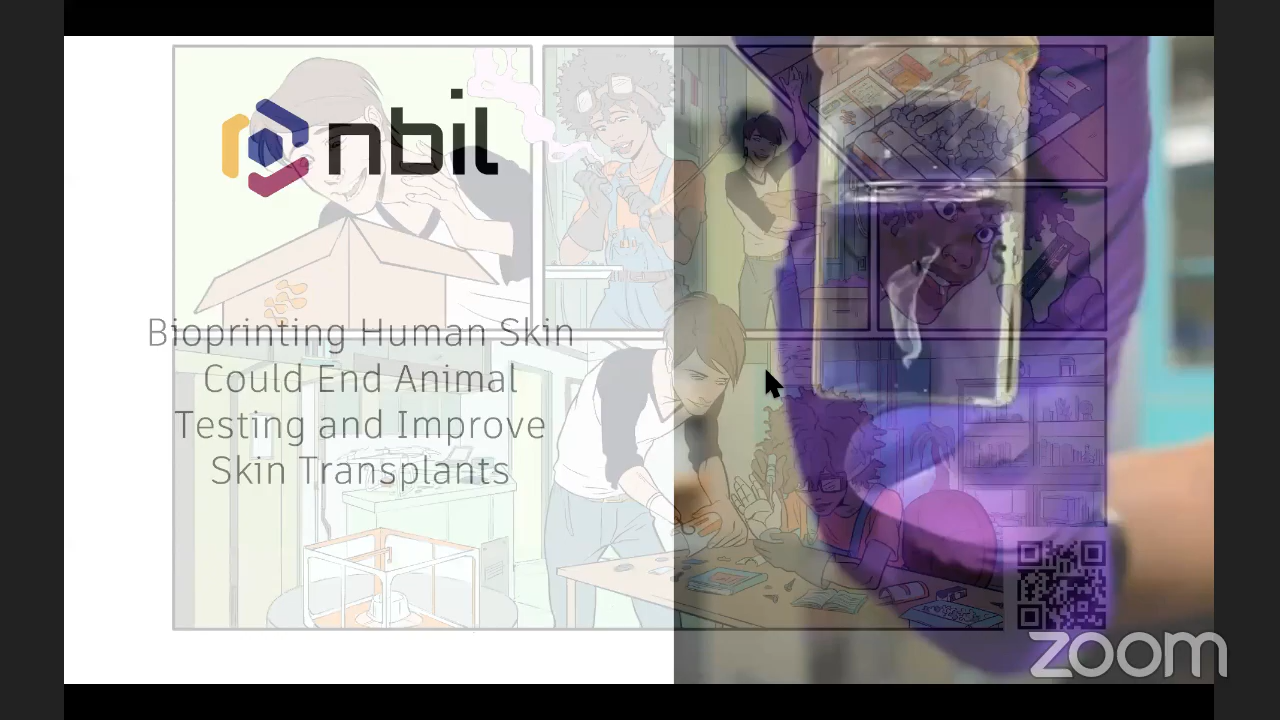 nbil
Bioprinting Human Skin
Could End Animal
Testing and Improve
Skin Transplants
zoom